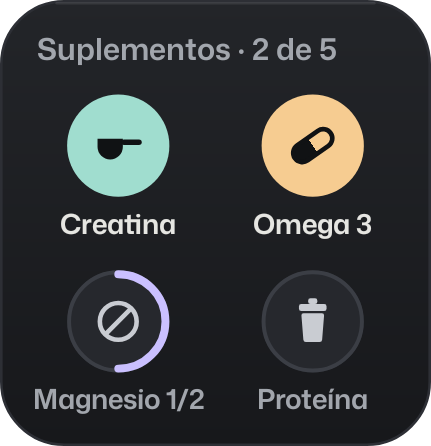 Suplementos · 2 de 5
Creatina
Omega 3
Magnesio 1/2
Proteína